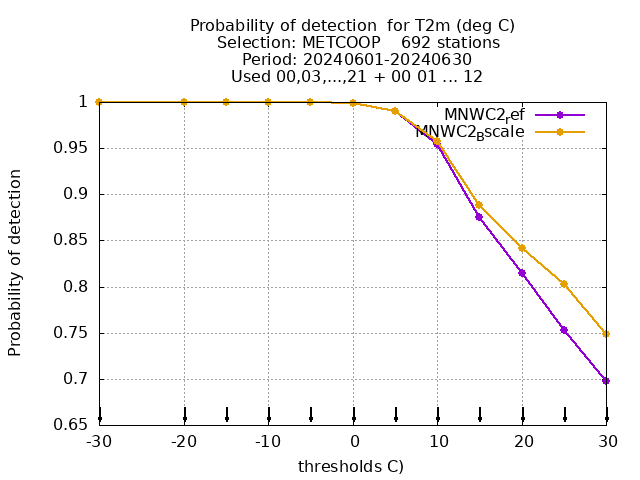 Probability of detection  for T2m (deg C)
Selection: METCOOP    692 stations
Period: 20240601-20240630
Used 00,03,...,21 + 00 01 ... 12
MNWC2ref
MNWC2Bscale
1
0.95
0.9
0.85
0.8
0.75
0.7
0.65
-30
-20
-10
0
10
20
30
Probability of detection
thresholds C)